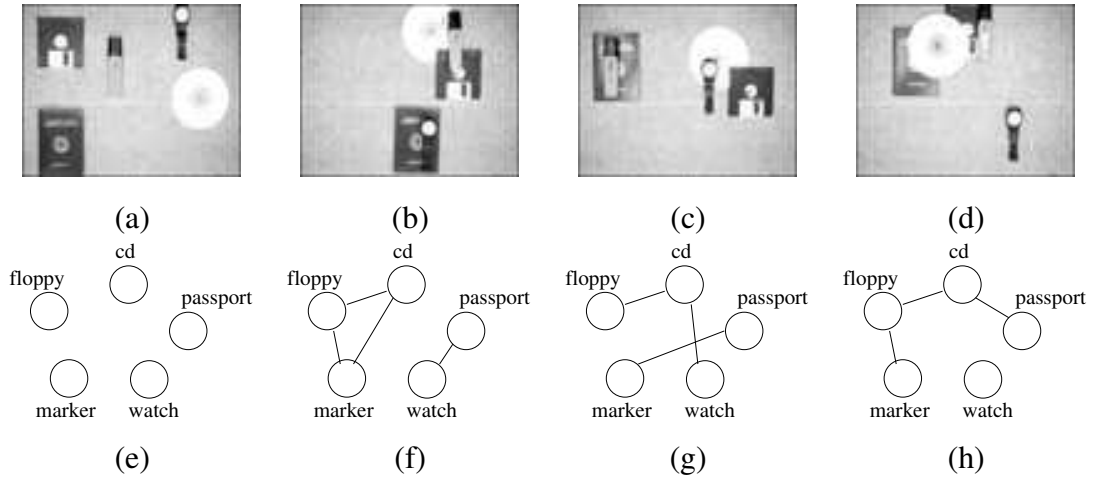 (a) (b) (c) (d)
cd cd cd cd
floppy floppy floppy floppy
passport passport passport passport
marker watch marker watch marker watch marker watch
(e) (f) (g) (h)